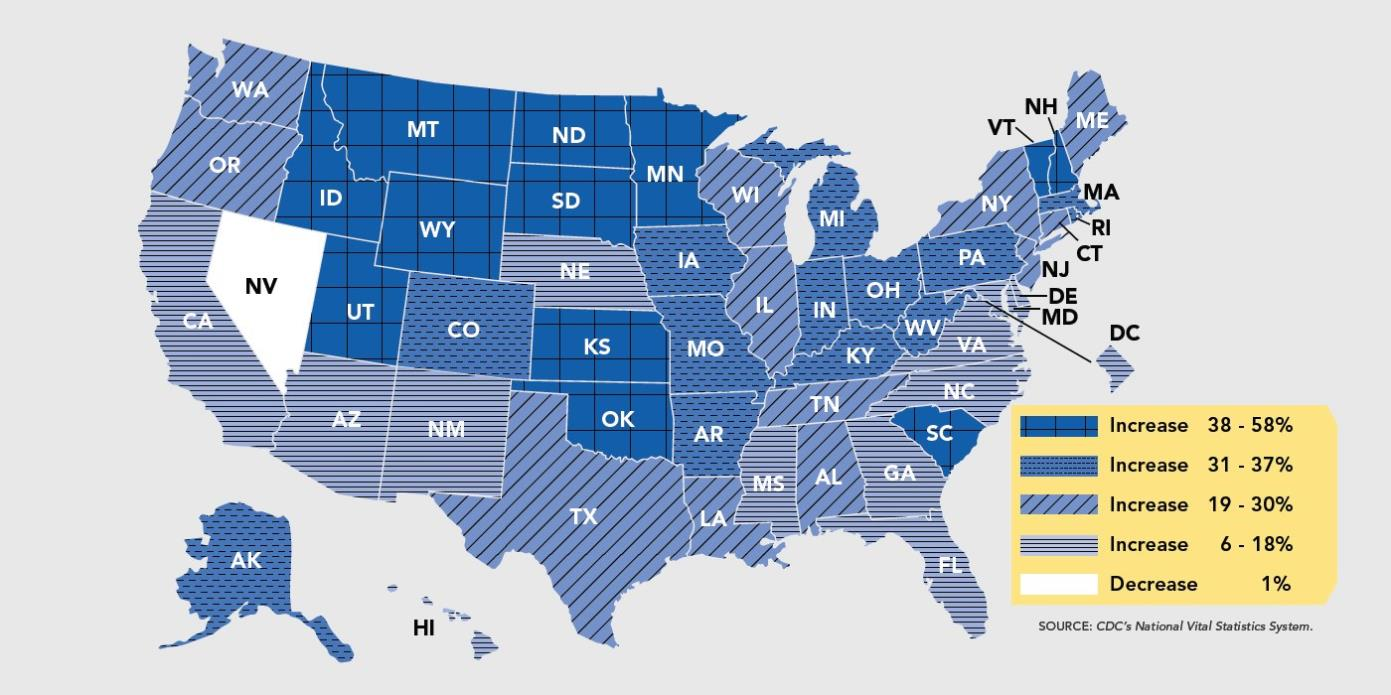 NH
VT
ME
WA
MT
ND
OR
MN
ID
SD
WI
MI
NY
MA
WY
RI
CT
IA
PA
NE
NJ
NV
OH
DE
IL
IN
MD
UT
CA
CO
WV
DC
KS
MO
KY
VA
NC
TN
AZ
NM
OK
AR
SC
MS
AL
GA
TX
LA
FL
AK
HI
Increase 38 - 58%
Increase 31 - 37%
Increase 19 - 30%
Increase 6 - 18%
Decrease 1%
SOURCE: CDC's National Vital Statistics System.